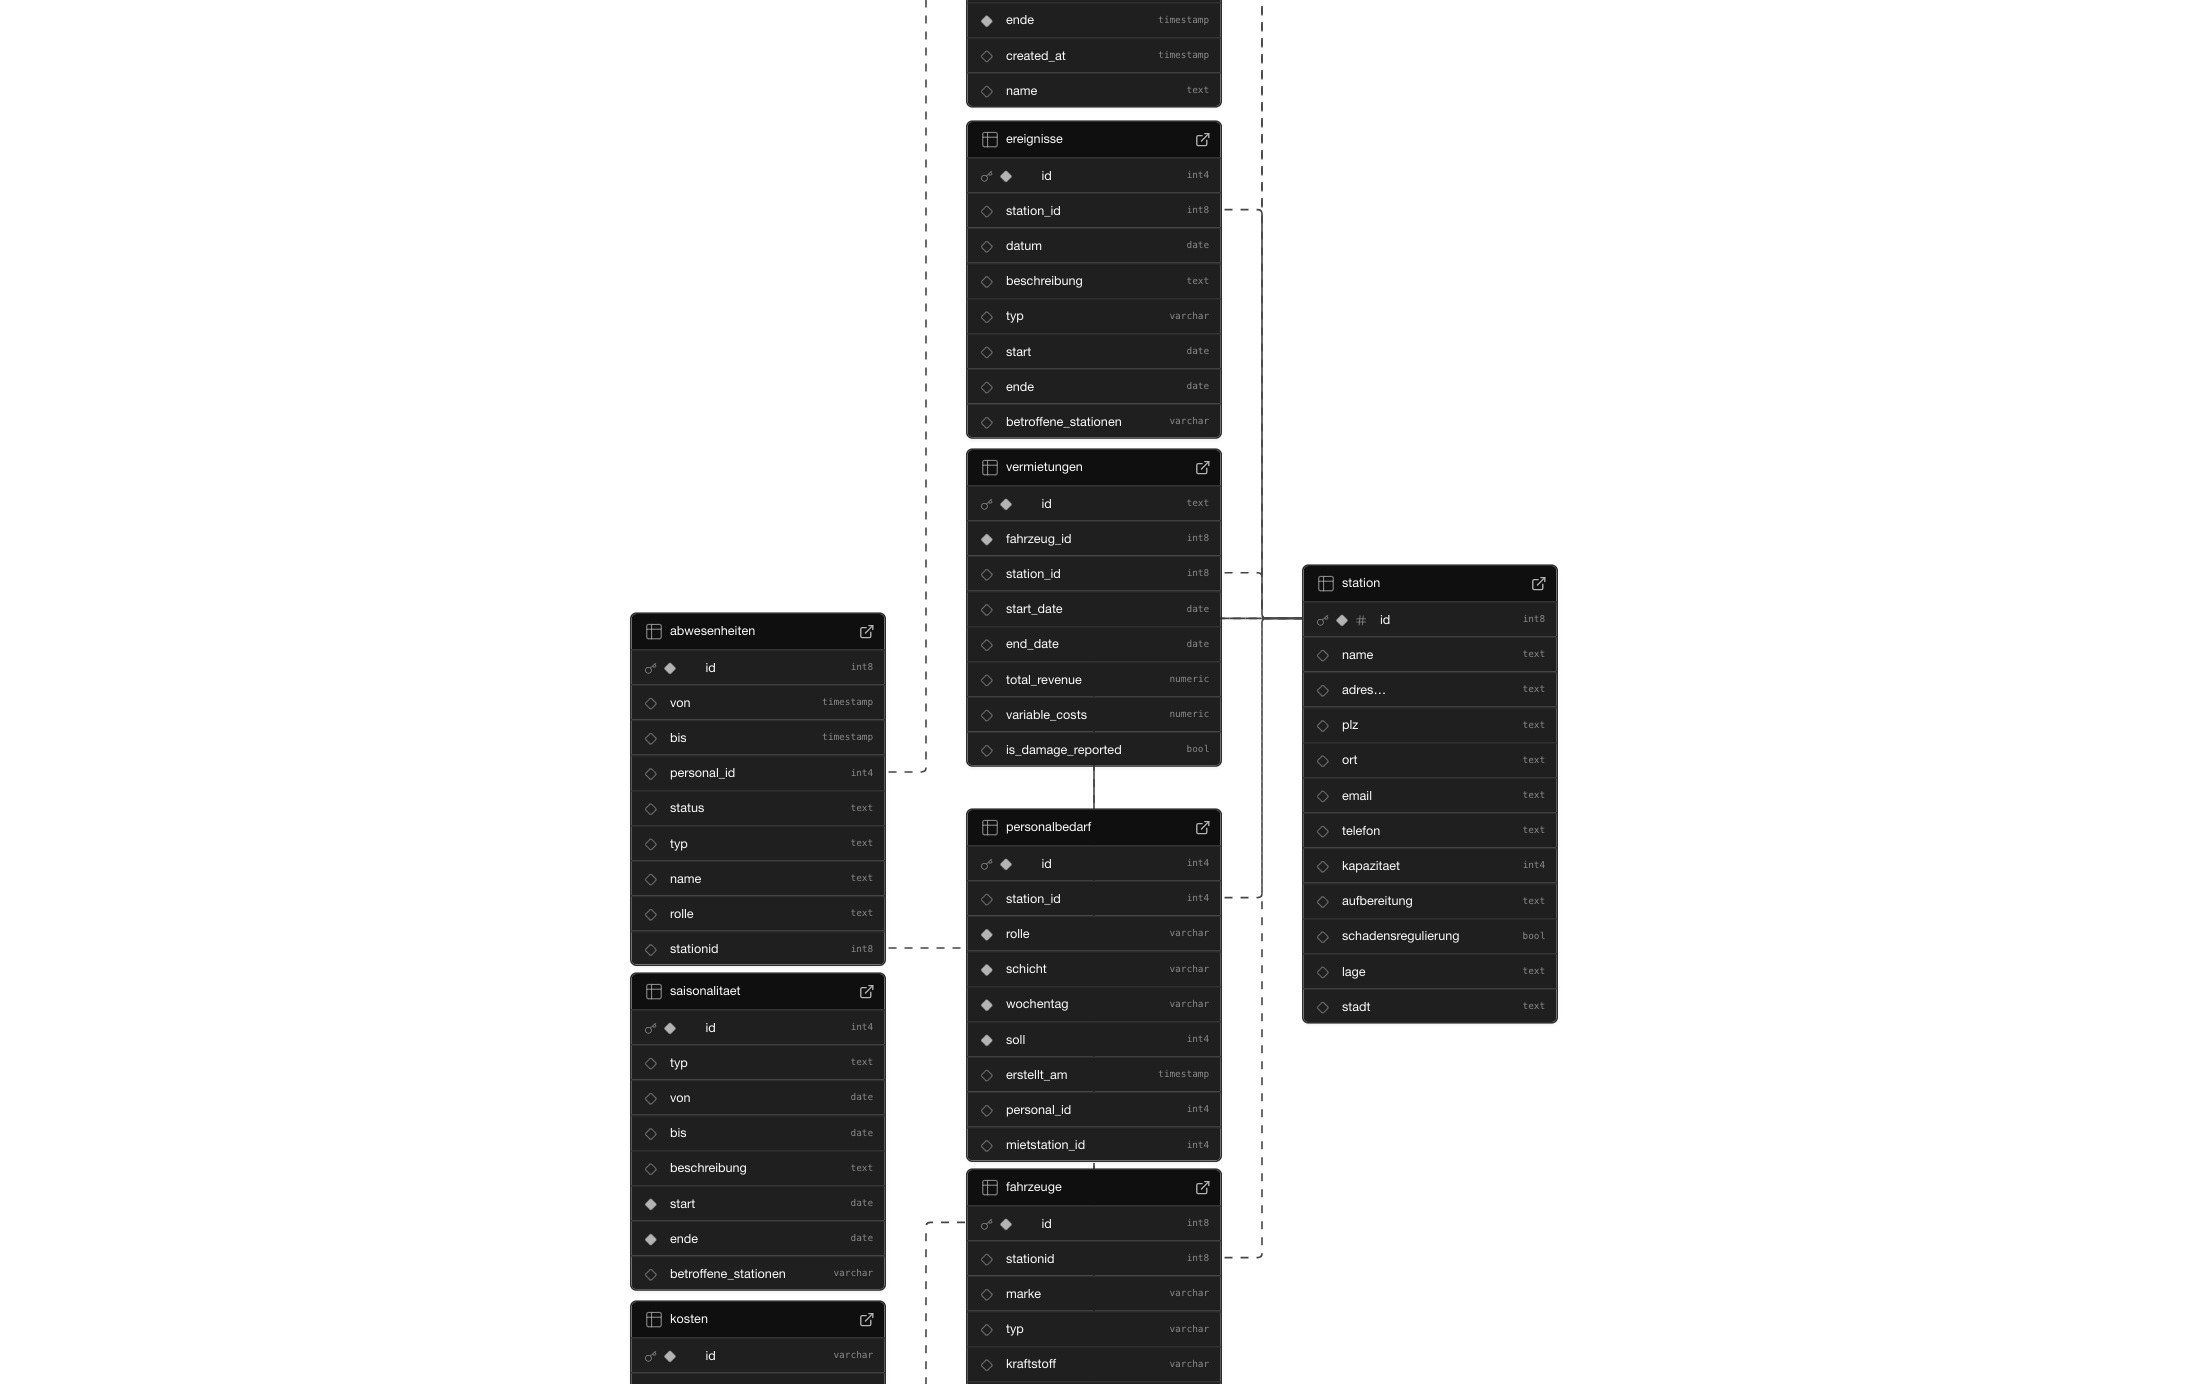 ende timestamp
created_at timestamp
name text
ereignisse
id int4
station_id int8
datum date
beschreibung text
typ varchar
start date
ende date
betroffene_stationen varchar
vermietungen
id text
fahrzeug_id int8
station_id int8
start_date date
end_date date
total_revenue numeric
variable_costs numeric
is_damage_reported bool
station
# id int8
name text
adres... text
plz text
ort text
email text
telefon text
kapazitaet int4
aufbereitung text
schadensregulierung bool
lage text
stadt text
abwesenheiten
id int8
von timestamp
bis timestamp
personal_id int4
status text
typ text
name text
rolle text
stationid int8
personalbedarf
id int4
station_id int4
rolle varchar
schicht varchar
wochentag varchar
soll int4
erstellt_am timestamp
personal_id int4
mietstation_id int4
saisonalitaet
id int4
typ text
von date
bis date
beschreibung text
start date
ende date
betroffene_stationen varchar
fahrzeuge
id int8
stationid int8
marke varchar
typ varchar
kraftstoff varchar
kosten
id varchar